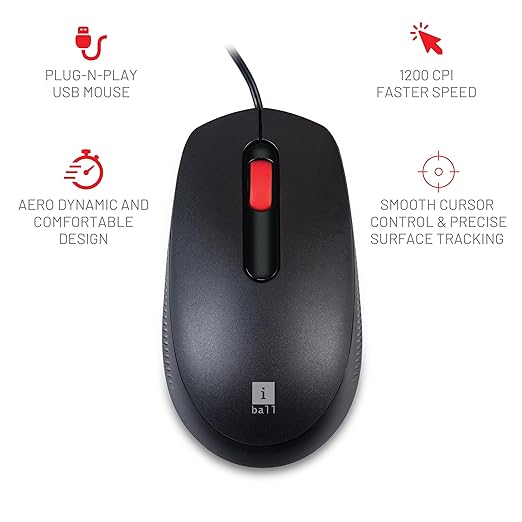 PLUG-N-PLAY
USB MOUSE
1200 CPI
FASTER SPEED
AERO DYNAMIC AND
COMFORTABLE
DESIGN
SMOOTH CURSOR
CONTROL & PRECISE
SURFACE TRACKING
i
ball